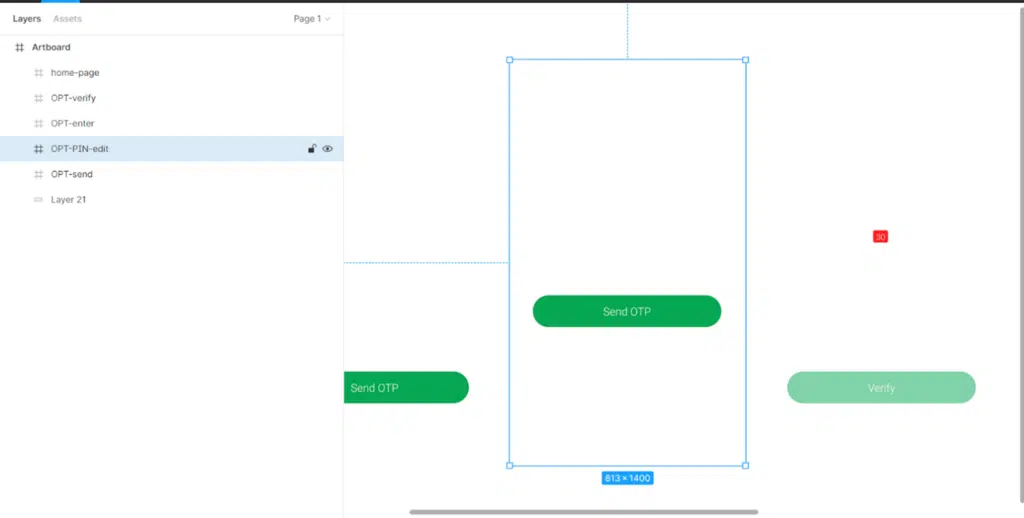 Layers Assets Page 1
Artboard
home-page
OPT-verify
OPT-enter
OPT-PIN-edit
OPT-send
Layer 21
30
Send OTP
Send OTP
Verify
813 × 1400